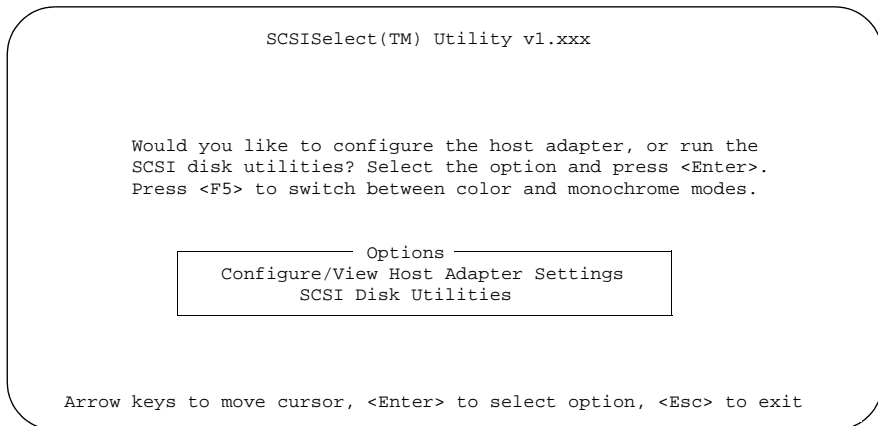 SCSISelect(TM) Utility v1.xxx
Would you like to configure the host adapter, or run the
SCSI disk utilities? Select the option and press <Enter>.
Press <F5> to switch between color and monochrome modes.
Options
Configure/View Host Adapter Settings
SCSI Disk Utilities
Arrow keys to move cursor, <Enter> to select option, <Esc> to exit